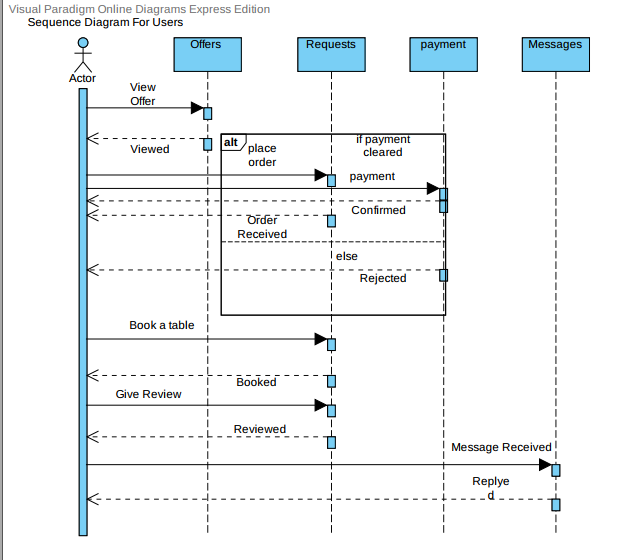 Visual Paradigm Online Diagrams Express Edition
Sequence Diagram For Users
Offers
Requests
payment
Messages
Actor
View
Offer
Viewed
alt
place
order
if payment
cleared
payment
Confirmed
Order
Received
else
Rejected
Book a table
Booked
Give Review
Reviewed
Message Received
Replye
d